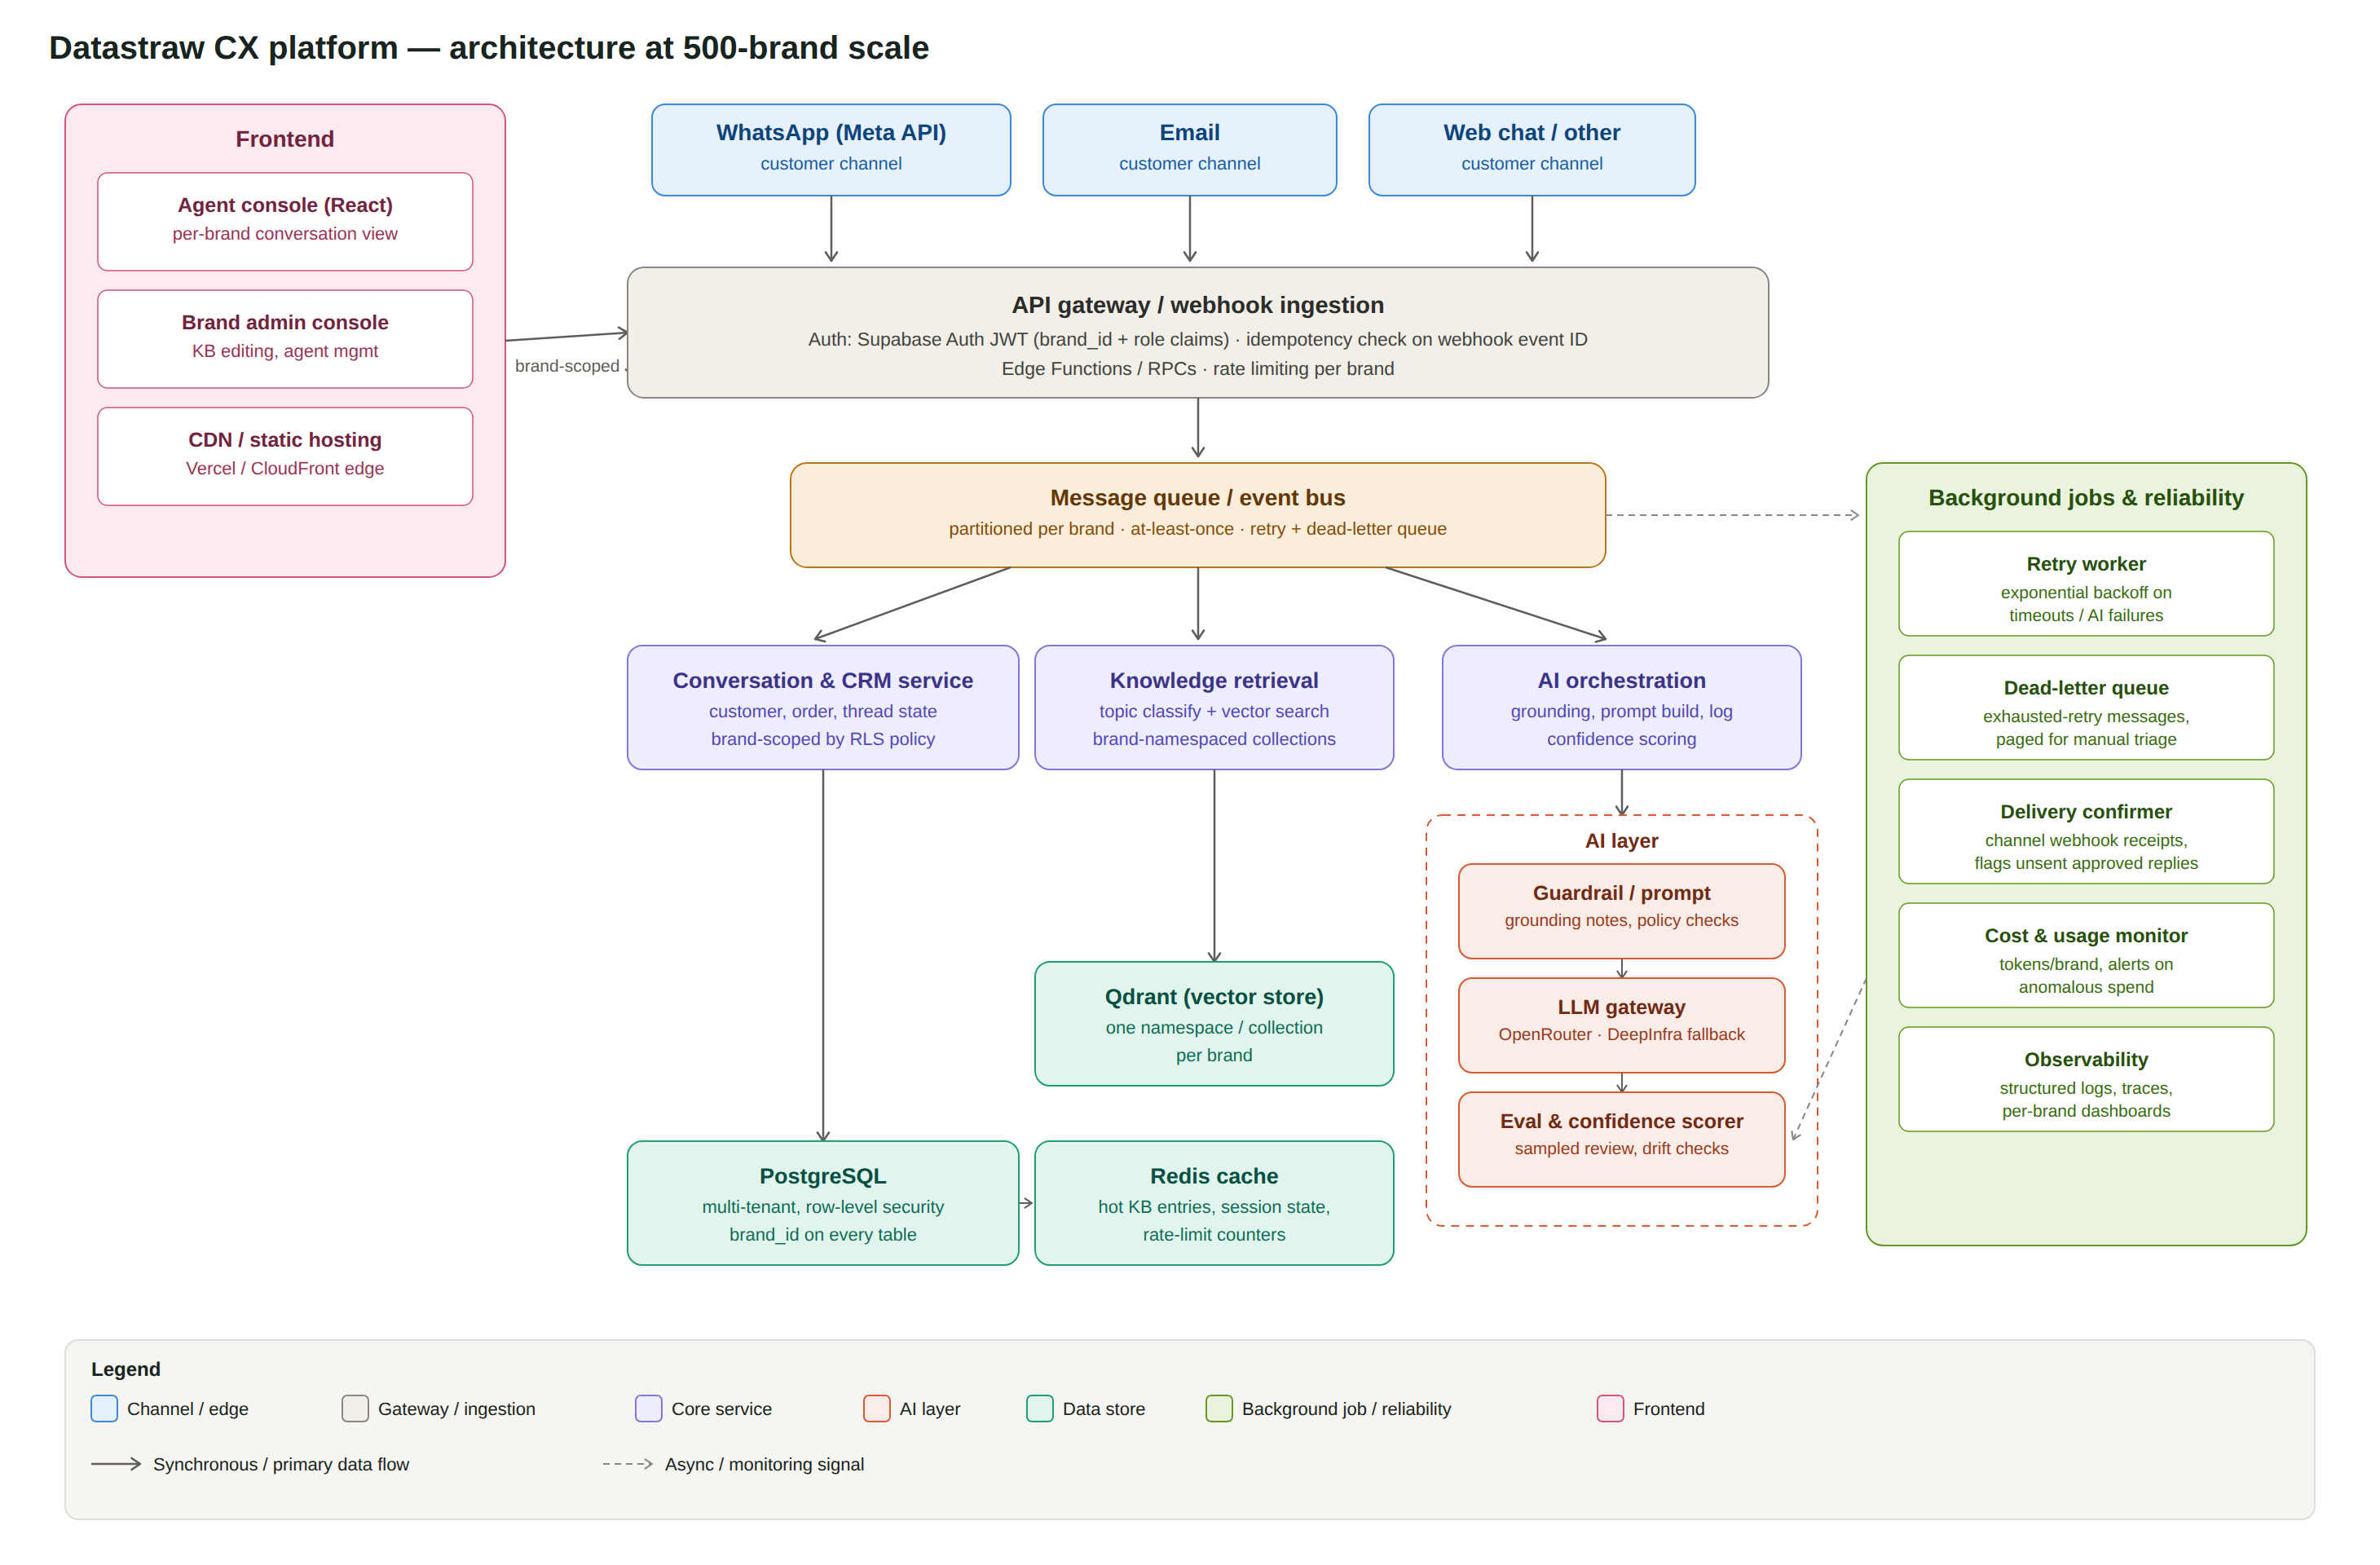 Datastraw CX platform — architecture at 500-brand scale
Frontend
Agent console (React)
per-brand conversation view
Brand admin console
KB editing, agent mgmt
CDN / static hosting
Vercel / CloudFront edge
WhatsApp (Meta API)
customer channel
Email
customer channel
Web chat / other
customer channel
brand-scoped
API gateway / webhook ingestion
Auth: Supabase Auth JWT (brand_id + role claims) · idempotency check on webhook event ID
Edge Functions / RPCs · rate limiting per brand
Message queue / event bus
partitioned per brand · at-least-once · retry + dead-letter queue
Conversation & CRM service
customer, order, thread state
brand-scoped by RLS policy
Knowledge retrieval
topic classify + vector search
brand-namespaced collections
AI orchestration
grounding, prompt build, log
confidence scoring
AI layer
Guardrail / prompt
grounding notes, policy checks
LLM gateway
OpenRouter · DeepInfra fallback
Eval & confidence scorer
sampled review, drift checks
Qdrant (vector store)
one namespace / collection
per brand
PostgreSQL
multi-tenant, row-level security
brand_id on every table
Redis cache
hot KB entries, session state,
rate-limit counters
Background jobs & reliability
Retry worker
exponential backoff on
timeouts / AI failures
Dead-letter queue
exhausted-retry messages,
paged for manual triage
Delivery confirmer
channel webhook receipts,
flags unsent approved replies
Cost & usage monitor
tokens/brand, alerts on
anomalous spend
Observability
structured logs, traces,
per-brand dashboards
Legend
Channel / edge
Gateway / ingestion
Core service
AI layer
Data store
Background job / reliability
Frontend
Synchronous / primary data flow
Async / monitoring signal